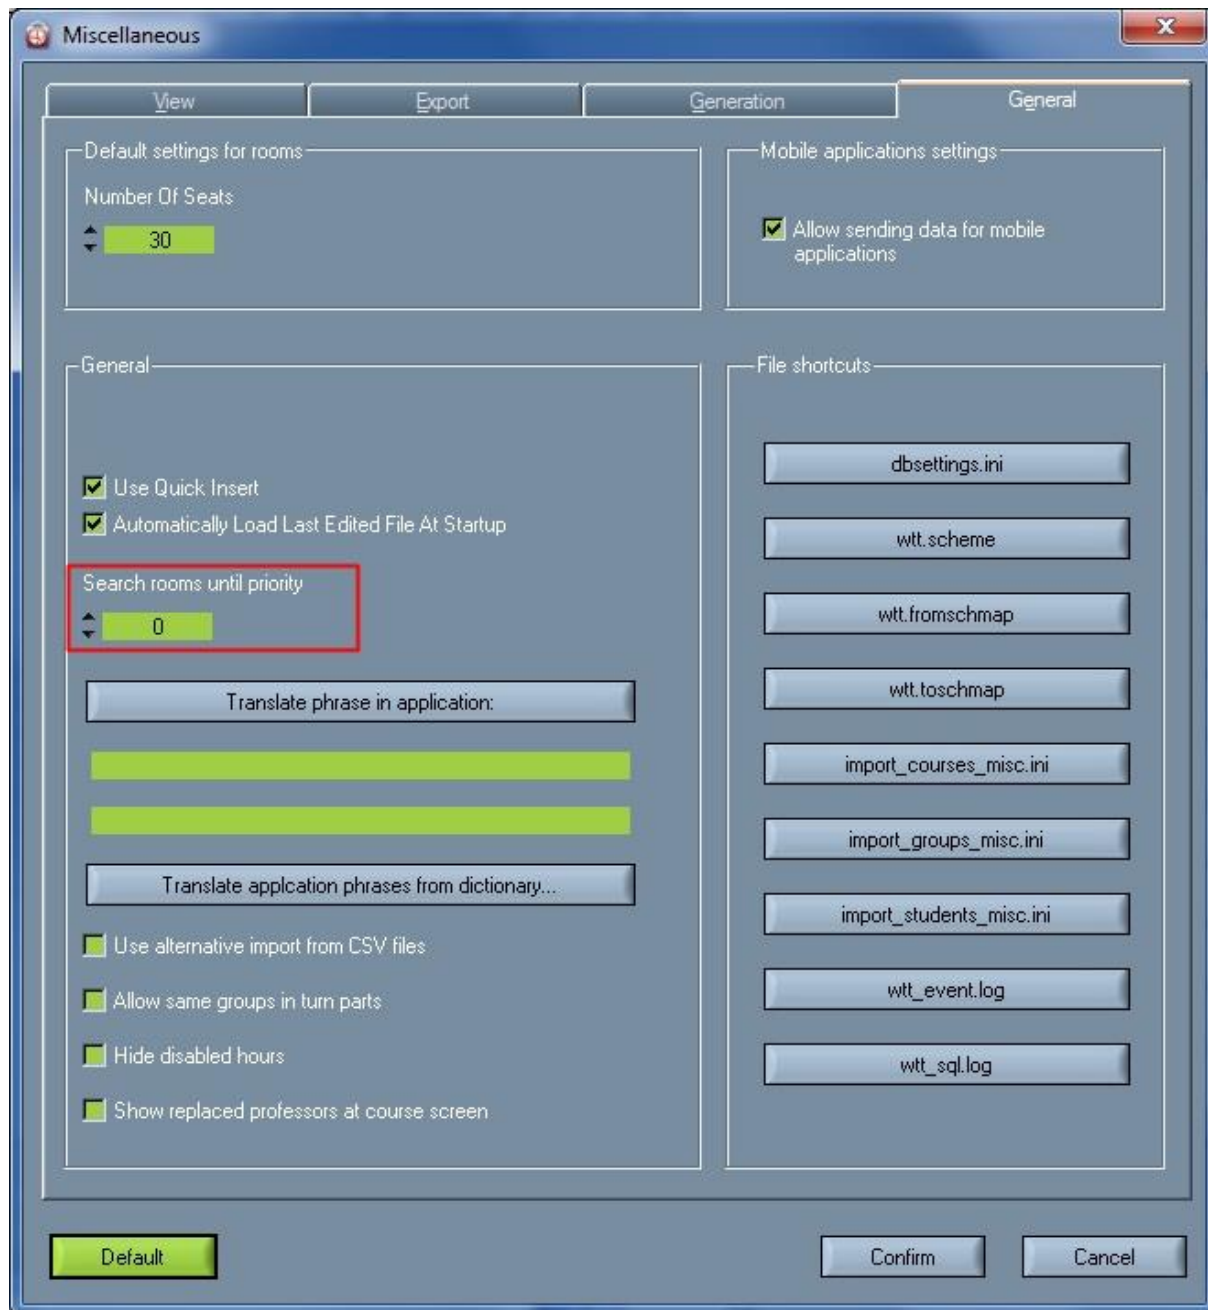 Miscellaneous
View
Export
Generation
General
Default settings for rooms
Number Of Seats
30
Mobile applications settings
Allow sending data for mobile
applications
General
Use Quick Insert
Automatically Load Last Edited File At Startup
Search rooms until priority
0
Translate phrase in application:
Translate applcation phrases from dictionary...
Use alternative import from CSV files
Allow same groups in turn parts
Hide disabled hours
Show replaced professors at course screen
File shortcuts
dbsettings.ini
wtt.scheme
wtt.fromschmap
wtt.toschmap
import_courses_misc.ini
import_groups_misc.ini
import_students_misc.ini
wtt_event.log
wtt_sql.log
Default
Confirm
Cancel